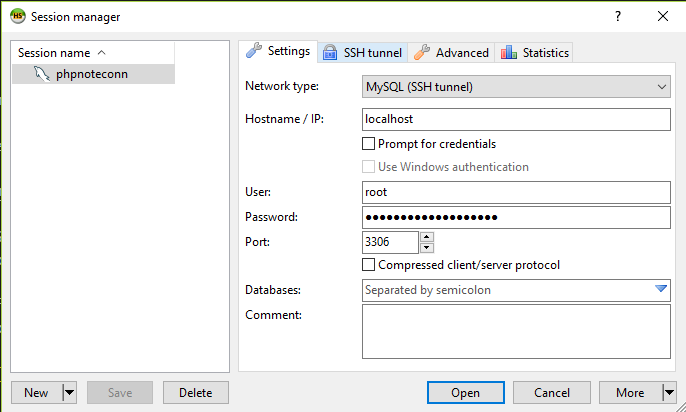 HS
Session manager
Session name
phpnoteconn
Settings
SSH tunnel
Advanced
Statistics
Network type:
MySQL (SSH tunnel)
Hostname / IP:
localhost
Prompt for credentials
Use Windows authentication
User:
root
Password:
●●●●●●●●●●●●●●●●●●●
Port:
3306
Compressed client/server protocol
Databases:
Separated by semicolon
Comment:
New
Save
Delete
Open
Cancel
More